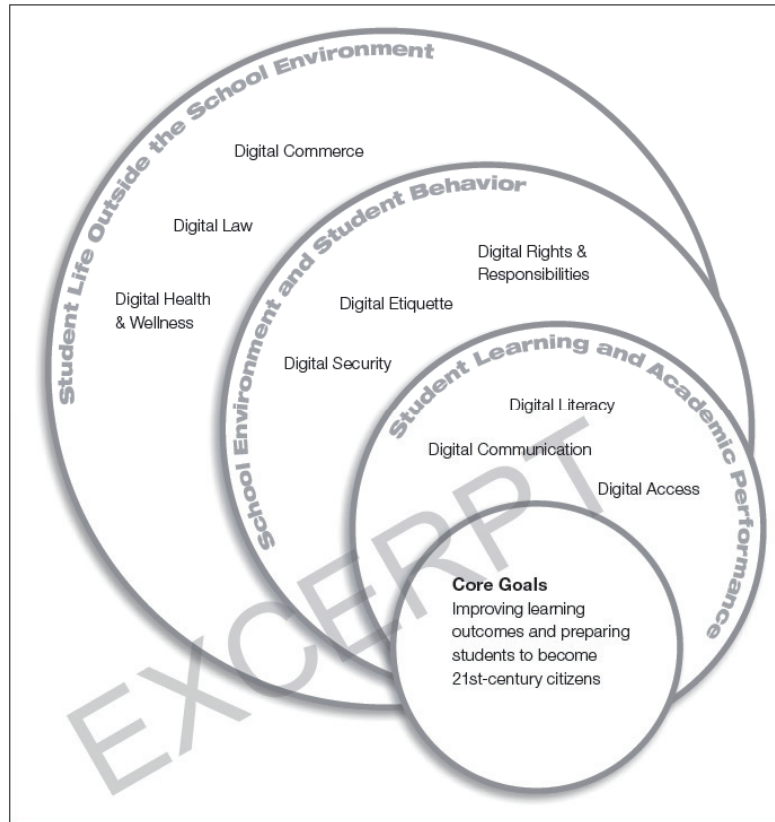 Student Life Outside the School Environment
Digital Commerce
Digital Law
Digital Health
& Wellness
School Environment and Student Behavior
Digital Rights &
Responsibilities
Digital Etiquette
Digital Security
Student Learning and Academic Performance
Digital Literacy
Digital Communication
Digital Access
Core Goals
Improving learning
outcomes and preparing
students to become
21st-century citizens
EXCERPT